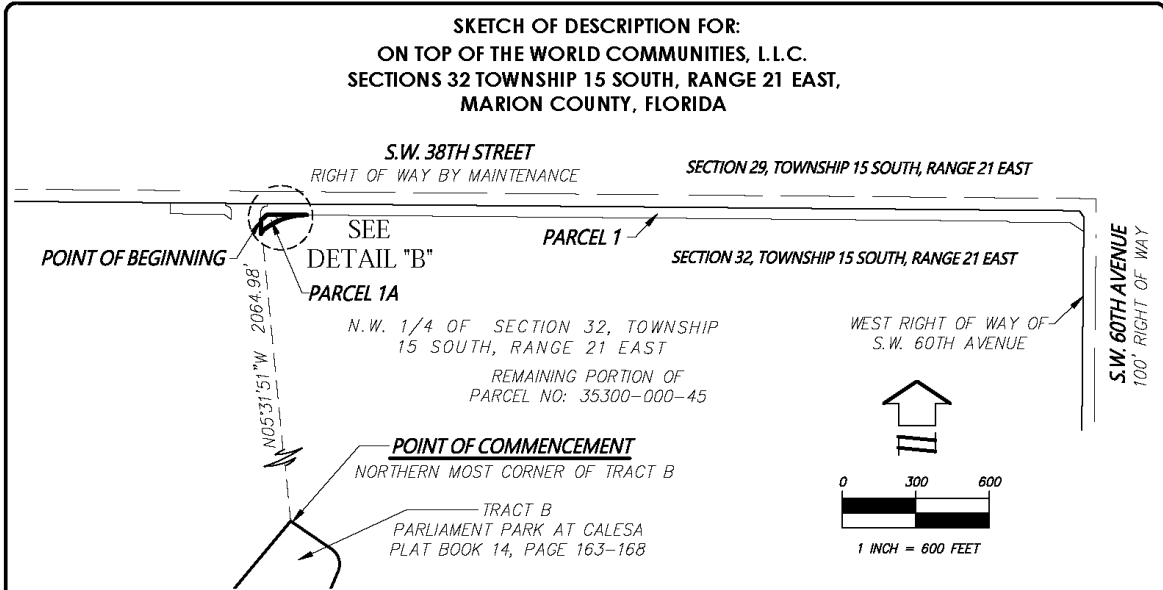 SKETCH OF DESCRIPTION FOR:
ON TOP OF THE WORLD COMMUNITIES, L.L.C.
SECTIONS 32 TOWNSHIP 15 SOUTH, RANGE 21 EAST,
MARION COUNTY, FLORIDA
S.W. 38TH STREET
RIGHT OF WAY BY MAINTENANCE
SECTION 29, TOWNSHIP 15 SOUTH, RANGE 21 EAST
SEE
DETAIL "B"
POINT OF BEGINNING
PARCEL 1
SECTION 32, TOWNSHIP 15 SOUTH, RANGE 21 EAST
PARCEL 1A
N05°31'51"W 2064.98'
N.W. 1/4 OF SECTION 32, TOWNSHIP
15 SOUTH, RANGE 21 EAST
WEST RIGHT OF WAY OF
S.W. 60TH AVENUE
S.W. 60TH AVENUE
100' RIGHT OF WAY
REMAINING PORTION OF
PARCEL NO: 35300-000-45
POINT OF COMMENCEMENT
NORTHERN MOST CORNER OF TRACT B
TRACT B
PARLIAMENT PARK AT CALESA
PLAT BOOK 14, PAGE 163-168
0 300 600
1 INCH = 600 FEET